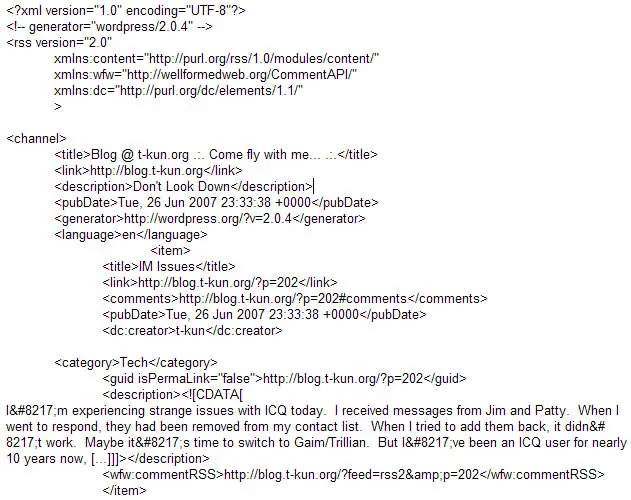 <?xml version="1.0" encoding="UTF-8"?>
<!-- generator="wordpress/2.0.4" -->
<rss version="2.0"
xmlns:content="http://purl.org/rss/1.0/modules/content/"
xmlns:wfw="http://wellformedweb.org/CommentAPI/"
xmlns:dc="http://purl.org/dc/elements/1.1/"
>
<channel>
<title>Blog @ t-kun.org .:. Come fly with me... .:.</title>
<link>http://blog.t-kun.org</link>
<description>Don't Look Down</description>
<pubDate>Tue, 26 Jun 2007 23:33:38 +0000</pubDate>
<generator>http://wordpress.org/?v=2.0.4</generator>
<language>en</language>
<item>
<title>IM Issues</title>
<link>http://blog.t-kun.org/?p=202</link>
<comments>http://blog.t-kun.org/?p=202#comments</comments>
<pubDate>Tue, 26 Jun 2007 23:33:38 +0000</pubDate>
<dc:creator>t-kun</dc:creator>
<category>Tech</category>
<guid isPermaLink="false">http://blog.t-kun.org/?p=202</guid>
<description><![CDATA[
I&#8217;m experiencing strange issues with ICQ today.  I received messages from Jim and Patty.  When I
went to respond, they had been removed from my contact list.  When I tried to add them back, it didn&#
8217;t work.  Maybe it&#8217;s time to switch to Gaim/Trillian.  But I&#8217;ve been an ICQ user for nearly
10 years now, [...]]]></description>
<wfw:commentRSS>http://blog.t-kun.org/?feed=rss2&amp;p=202</wfw:commentRSS>
</item>